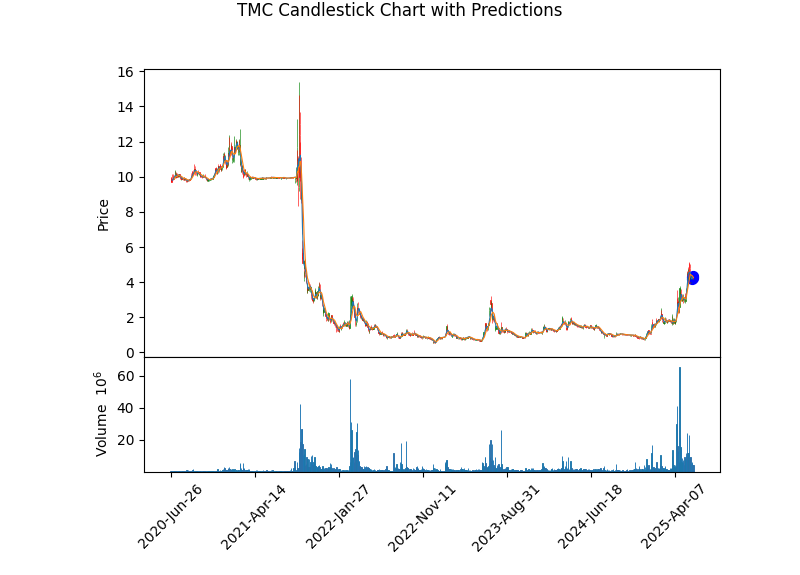 TMC Candlestick Chart with Predictions
16
14
12
10
8
6
4
2
0
Price
60
40
20
Volume 10^6
2020-Jun-26
2021-Apr-14
2022-Jan-27
2022-Nov-11
2023-Aug-31
2024-Jun-18
2025-Apr-07